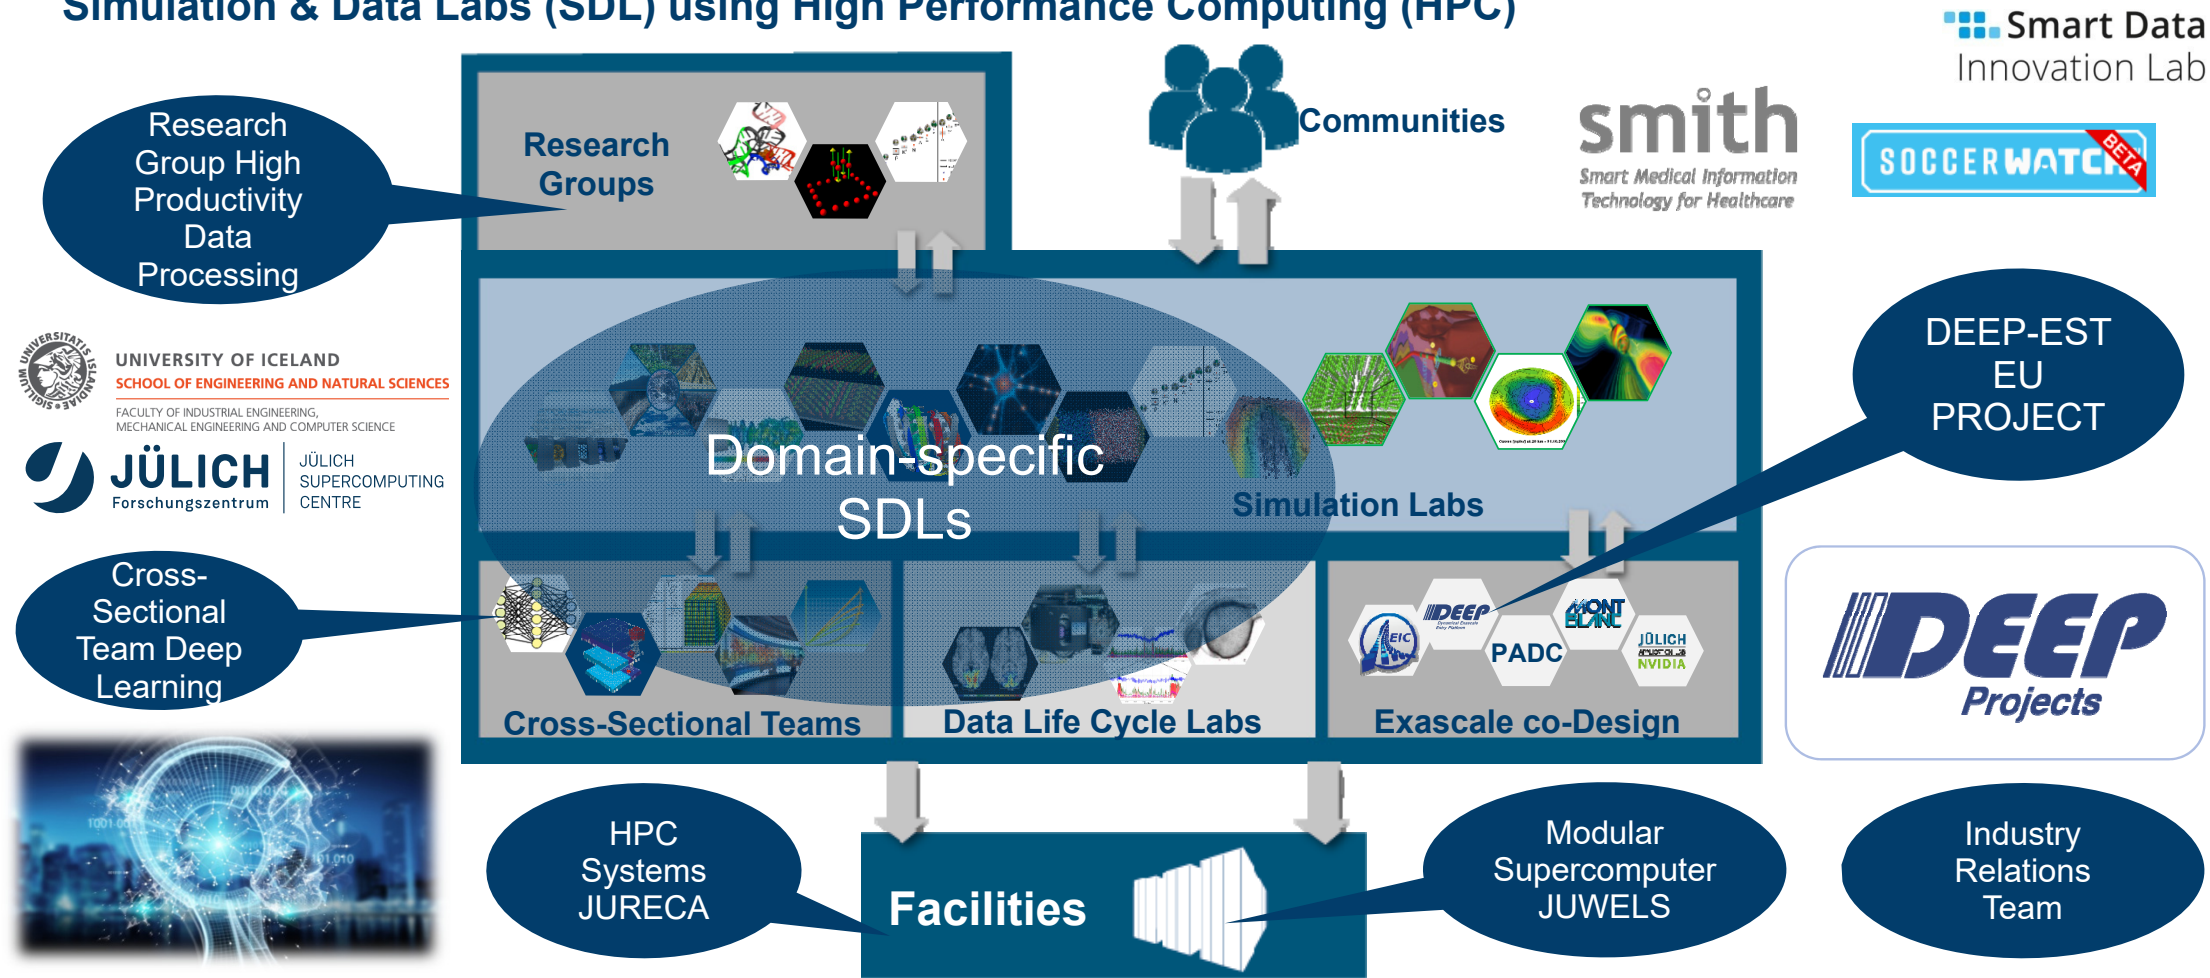 Simulation & Data Labs (SDL) using High Performance Computing (HPC)
Smart Data
Innovation Lab
Research
Group High
Productivity
Data
Processing
Research
Groups
Communities
smith
Smart Medical Information
Technology for Healthcare
SOCCERWATCH
BETA
UNIVERSITY OF ICELAND
SCHOOL OF ENGINEERING AND NATURAL SCIENCES
FACULTY OF INDUSTRIAL ENGINEERING,
MECHANICAL ENGINEERING AND COMPUTER SCIENCE
JÜLICH
Forschungszentrum
JÜLICH
SUPERCOMPUTING
CENTRE
Domain-specific
SDLs
Simulation Labs
DEEP-EST
EU
PROJECT
Cross-
Sectional
Team Deep
Learning
EIC
DEEP
PADC
MONT
BLANC
JÜLICH
NVIDIA
Cross-Sectional Teams
Data Life Cycle Labs
Exascale co-Design
DEEP
Projects
HPC
Systems
JURECA
Facilities
Modular
Supercomputer
JUWELS
Industry
Relations
Team